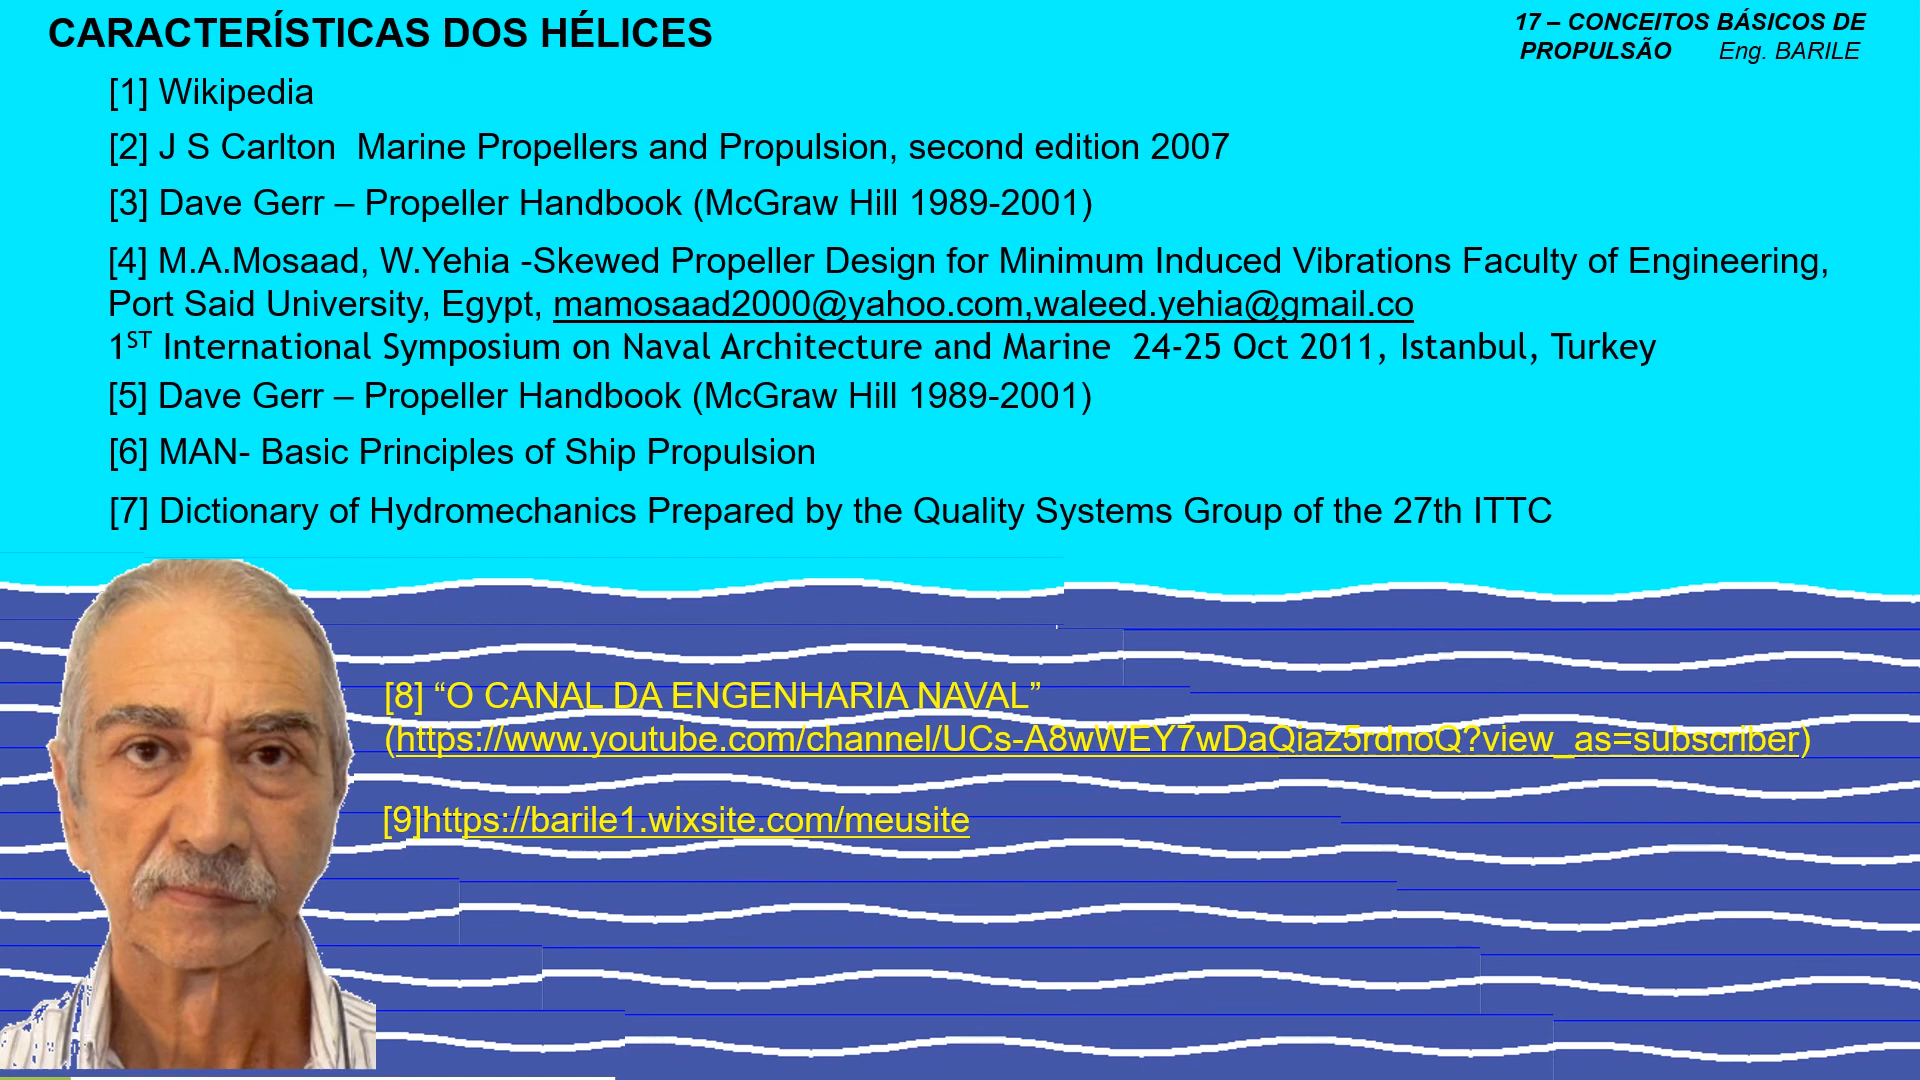 CARACTERÍSTICAS DOS HÉLICES
17 – CONCEITOS BÁSICOS DE
PROPULSÃO Eng. BARILE
[1] Wikipedia
[2] J S Carlton Marine Propellers and Propulsion, second edition 2007
[3] Dave Gerr – Propeller Handbook (McGraw Hill 1989-2001)
[4] M.A.Mosaad, W.Yehia -Skewed Propeller Design for Minimum Induced Vibrations Faculty of Engineering,
Port Said University, Egypt, mamosaad2000@yahoo.com,waleed.yehia@gmail.co
1ST International Symposium on Naval Architecture and Marine 24-25 Oct 2011, Istanbul, Turkey
[5] Dave Gerr – Propeller Handbook (McGraw Hill 1989-2001)
[6] MAN- Basic Principles of Ship Propulsion
[7] Dictionary of Hydromechanics Prepared by the Quality Systems Group of the 27th ITTC
[8] “O CANAL DA ENGENHARIA NAVAL”
(https://www.youtube.com/channel/UCs-A8wWEY7wDaQiaz5rdnoQ?view_as=subscriber)
[9]https://barile1.wixsite.com/meusite